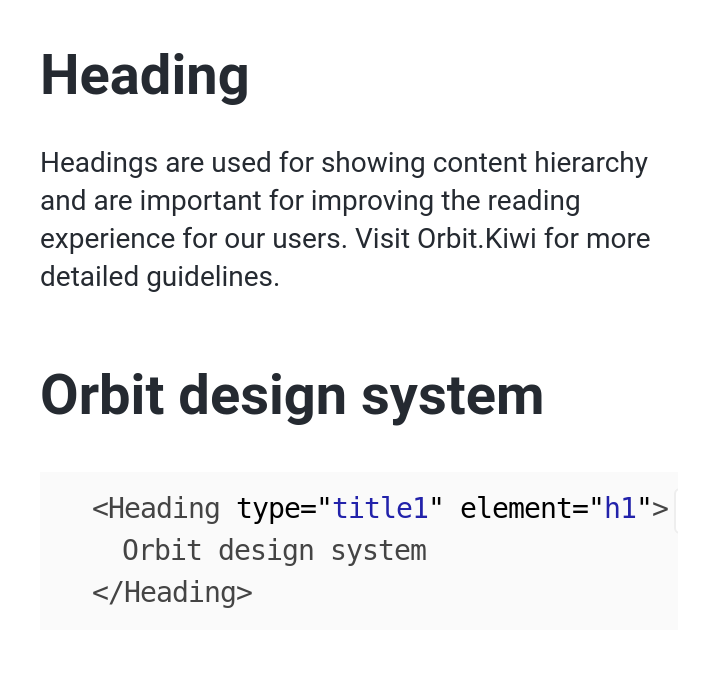 Heading
Headings are used for showing content hierarchy
and are important for improving the reading
experience for our users. Visit Orbit.Kiwi for more
detailed guidelines.
Orbit design system
<Heading type="title1" element="h1">
Orbit design system
</Heading>